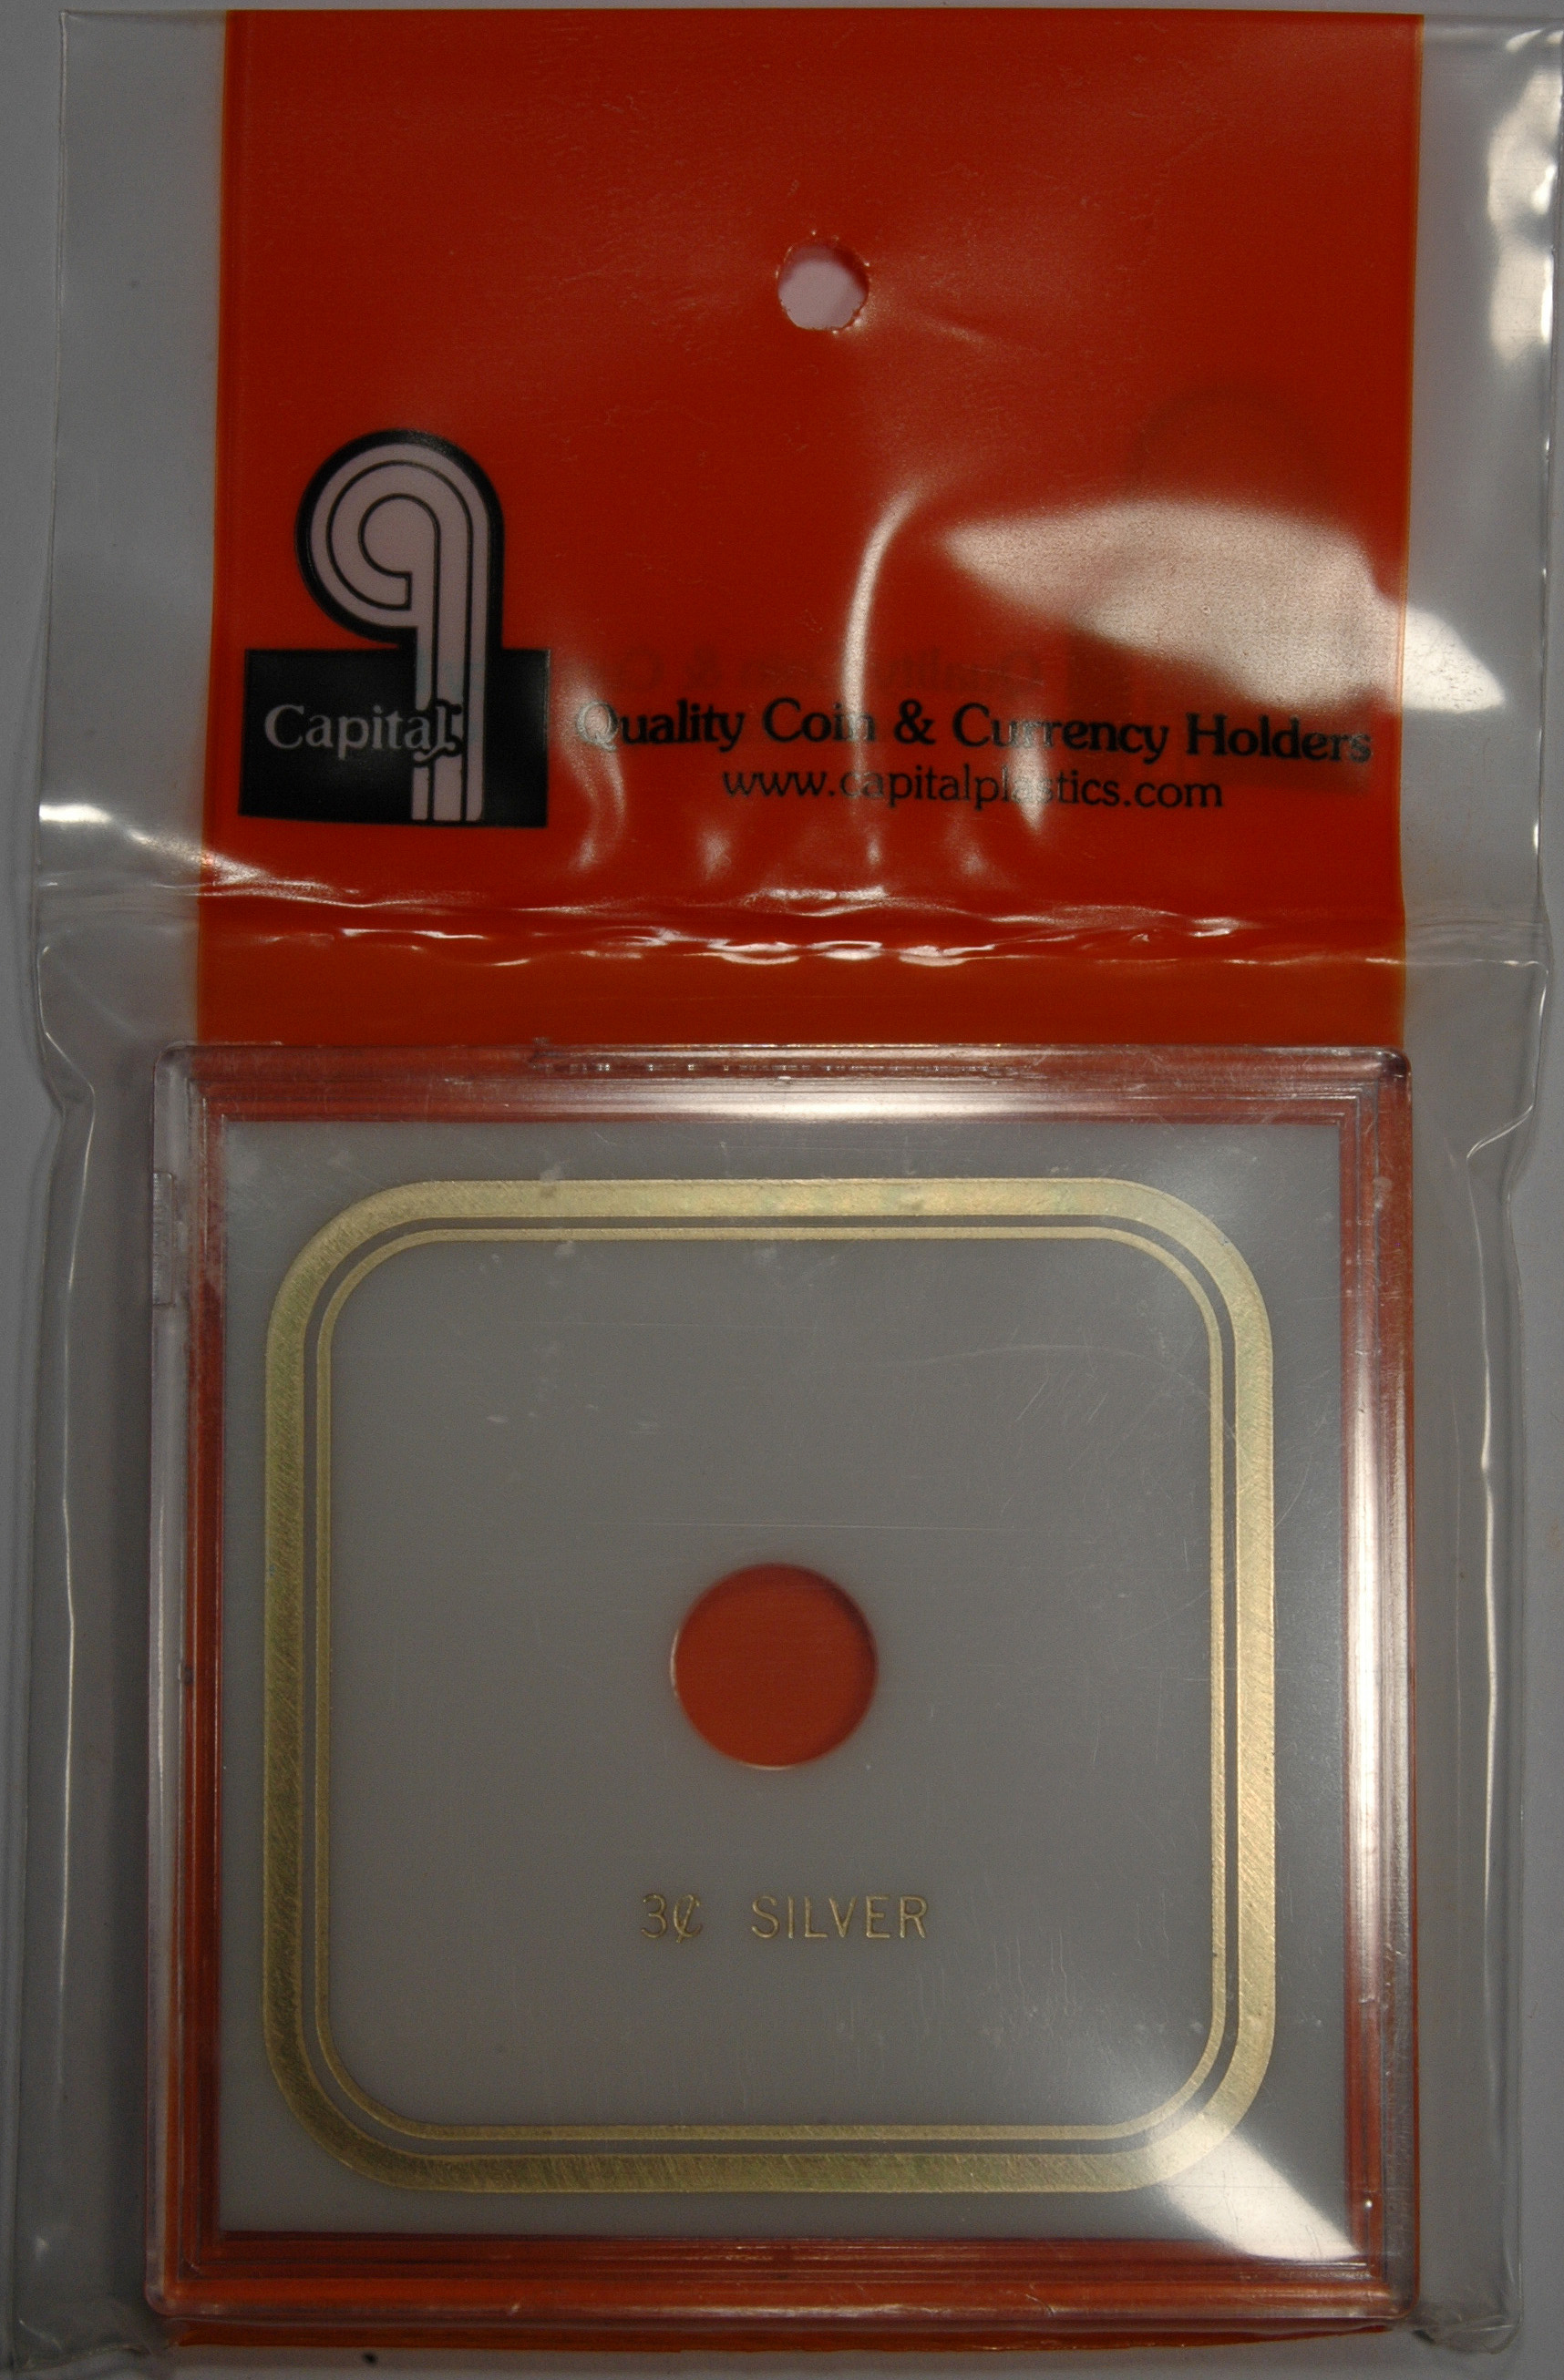 Capital
Quality Coin & Currency Holders
www.capitalplastics.com
3¢ SILVER